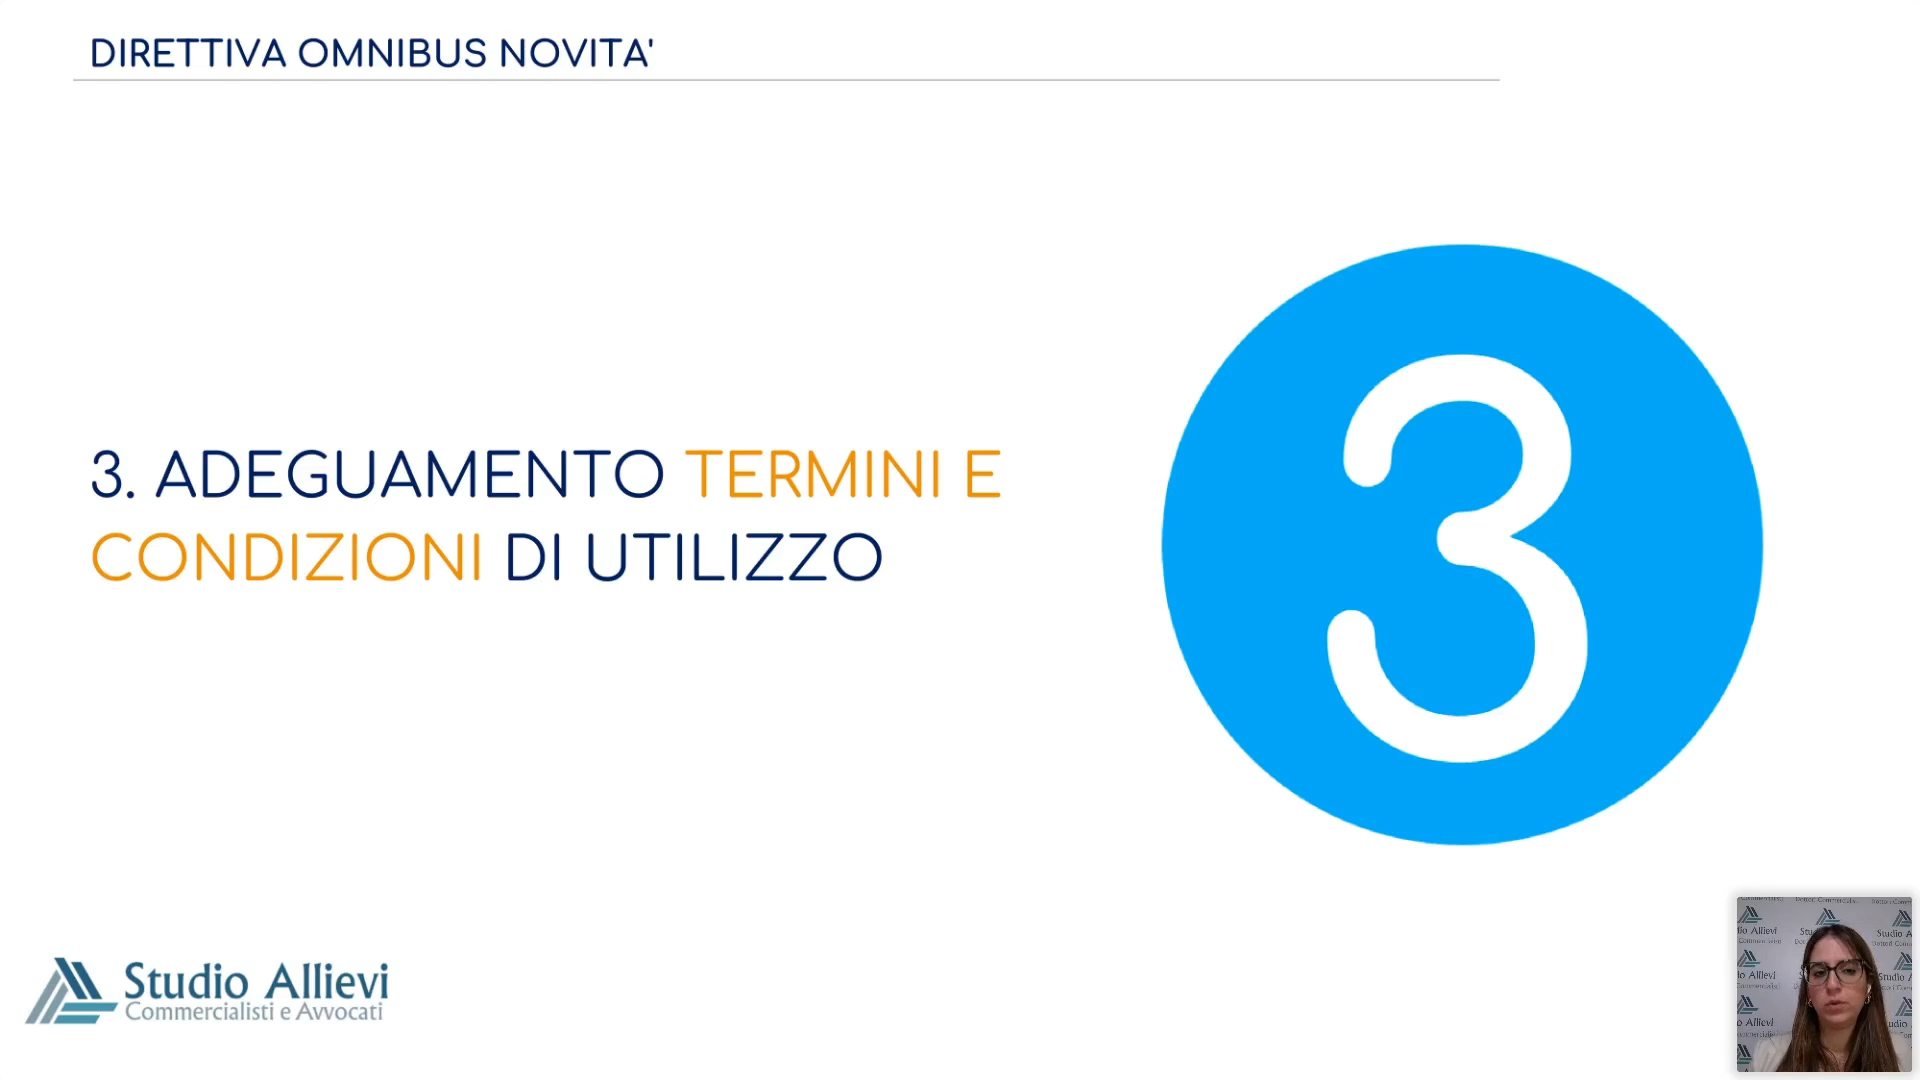 DIRETTIVA OMNIBUS NOVITA'
3. ADEGUAMENTO TERMINI E
CONDIZIONI DI UTILIZZO
3
Studio Allievi
Commercialisti e Avvocati